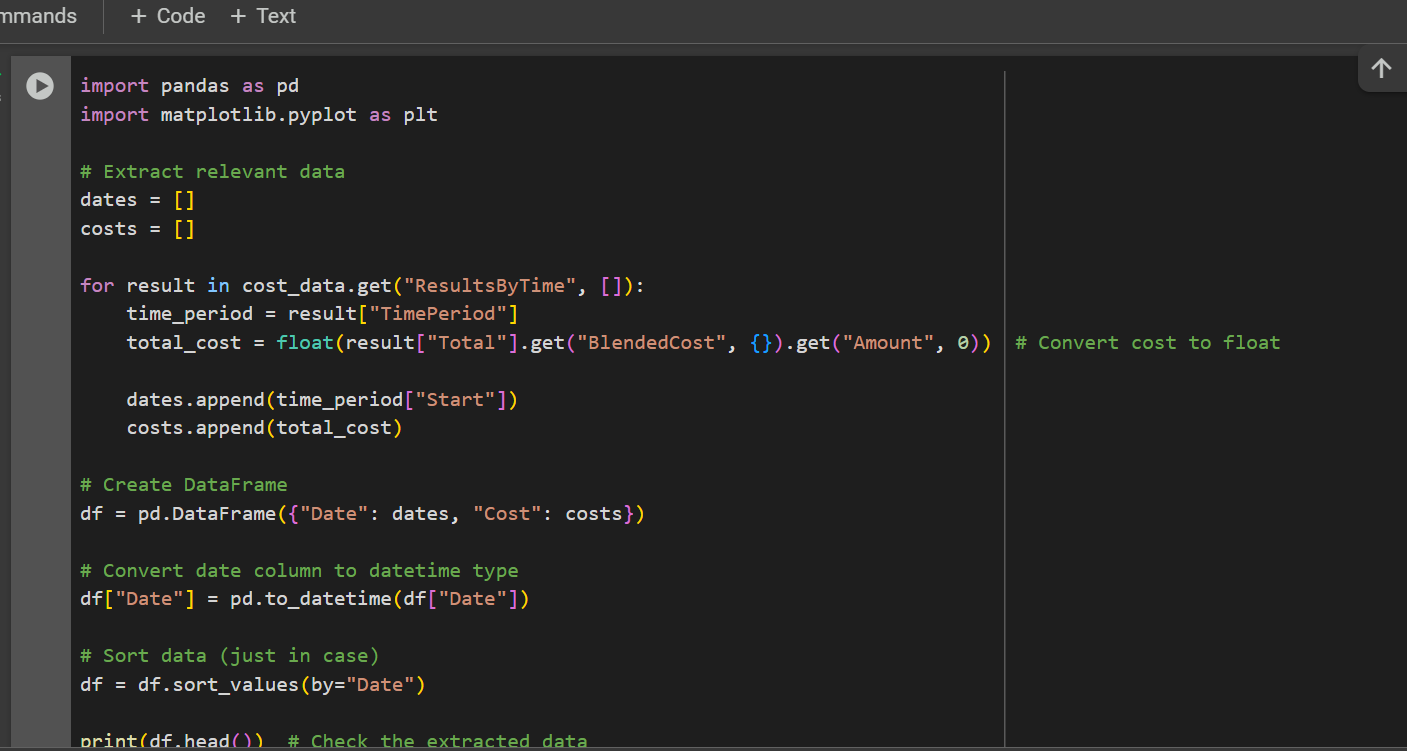 mmands + Code + Text
import pandas as pd
import matplotlib.pyplot as plt
# Extract relevant data
dates = []
costs = []
for result in cost_data.get("ResultsByTime", []):
    time_period = result["TimePeriod"]
    total_cost = float(result["Total"].get("BlendedCost", {}).get("Amount", 0))  # Convert cost to float
    dates.append(time_period["Start"])
    costs.append(total_cost)
# Create DataFrame
df = pd.DataFrame({"Date": dates, "Cost": costs})
# Convert date column to datetime type
df["Date"] = pd.to_datetime(df["Date"])
# Sort data (just in case)
df = df.sort_values(by="Date")
print(df.head())  # Check the extracted data